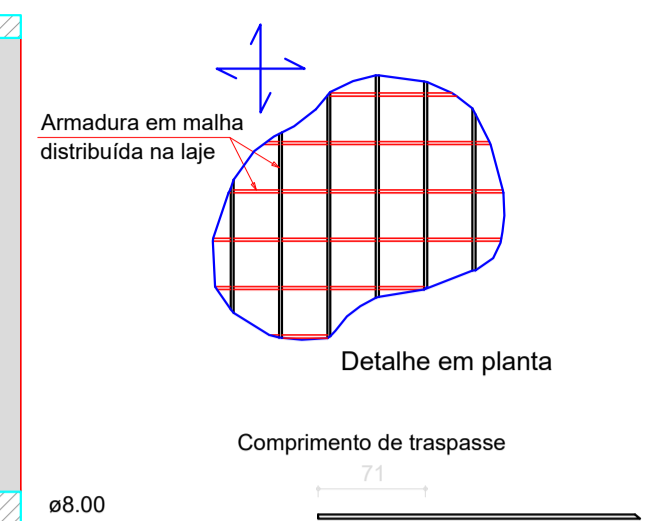 Armadura em malha
distribuída na laje
Detalhe em planta
Comprimento de traspasse
71
ø8.00